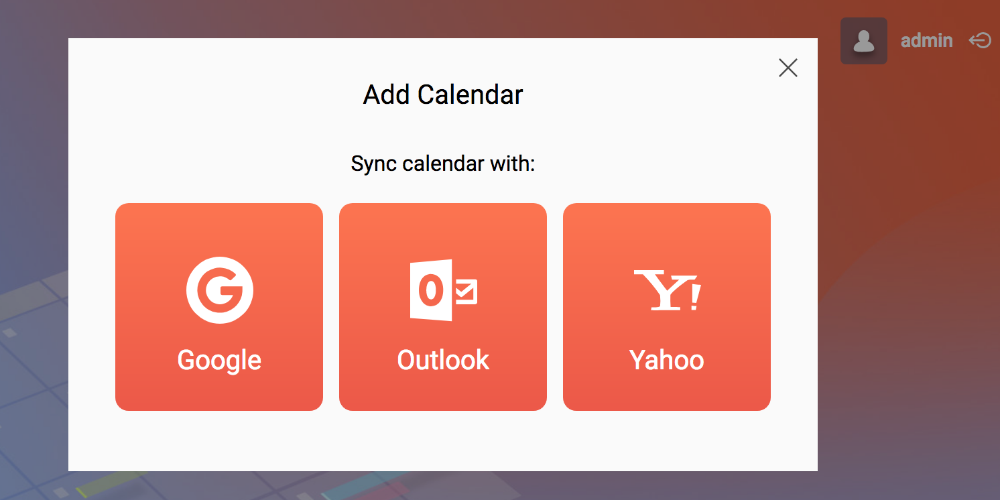 admin
Add Calendar
Sync calendar with:
Google
Outlook
Yahoo